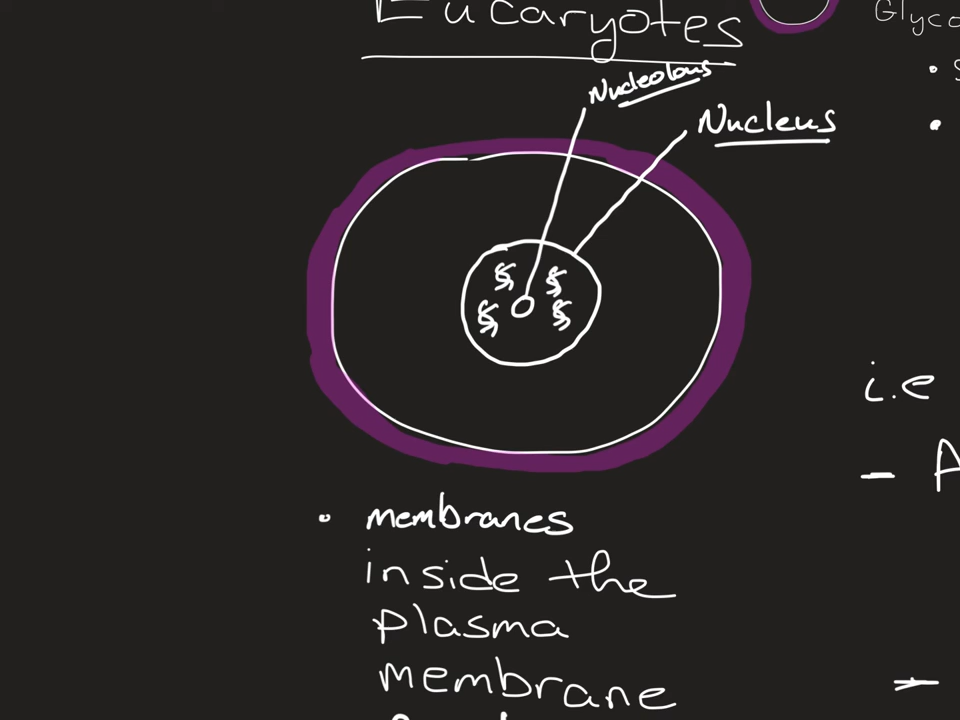 Eucaryotes
Nucleolous
Nucleus
• membranes
inside the
plasma
membrane
i.e